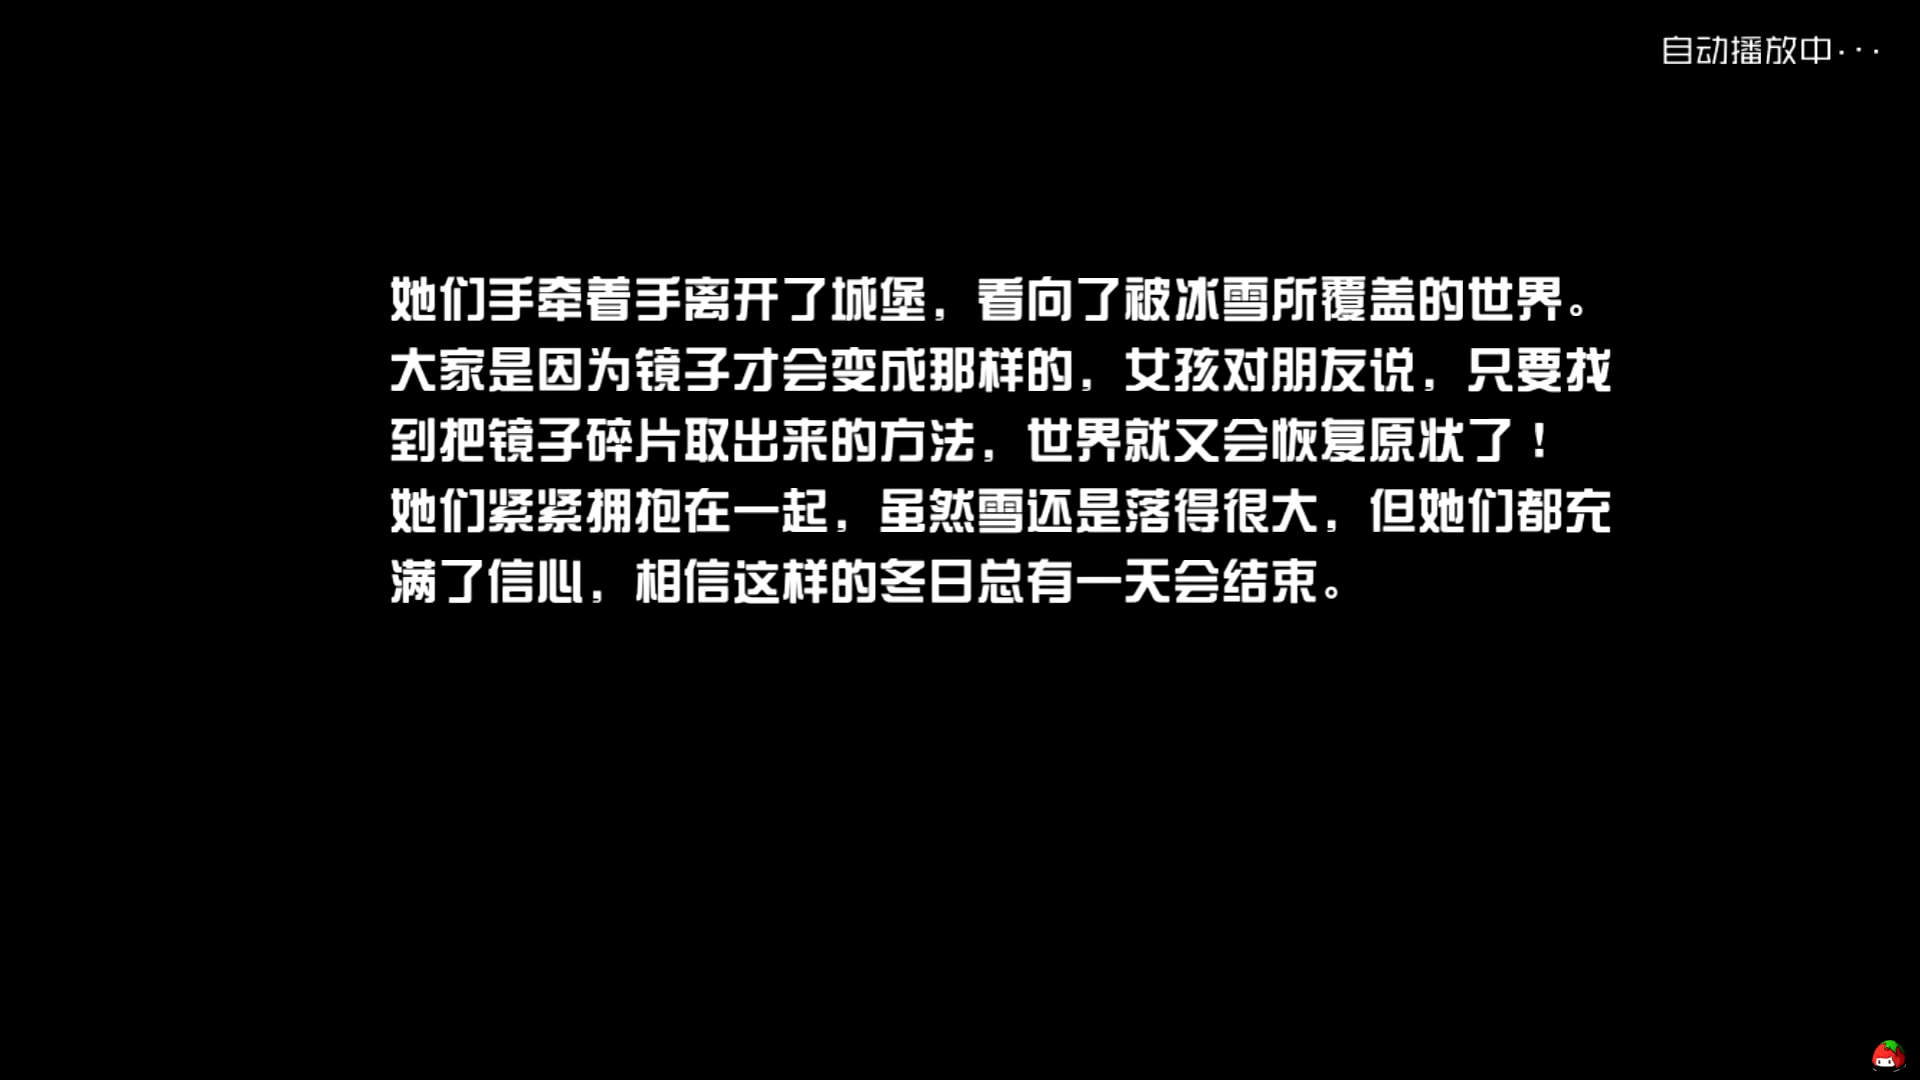 自动播放中···
她们手牵着手离开了城堡，看向了被冰雪所覆盖的世界。
大家是因为镜子才会变成那样的，女孩对朋友说，只要找
到把镜子碎片取出来的方法，世界就又会恢复原状了！
她们紧紧拥抱在一起，虽然雪还是落得很大，但她们都充
满了信心，相信这样的冬日总有一天会结束。